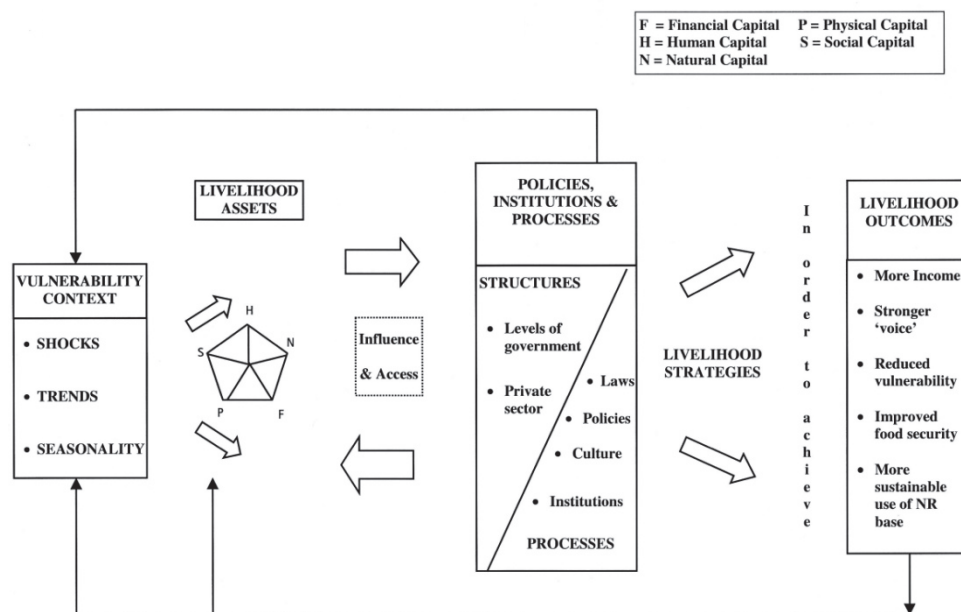 F = Financial Capital P = Physical Capital
H = Human Capital S = Social Capital
N = Natural Capital
LIVELIHOOD
ASSETS
POLICIES,
INSTITUTIONS &
PROCESSES
LIVELIHOOD
OUTCOMES
VULNERABILITY
CONTEXT
• SHOCKS
• TRENDS
• SEASONALITY
H
S
N
P
F
Influence
& Access
STRUCTURES
• Levels of
government
• Private
sector
• Laws
• Policies
• Culture
• Institutions
PROCESSES
LIVELIHOOD
STRATEGIES
In order to achieve
• More Income
• Stronger
‘voice’
• Reduced
vulnerability
• Improved
food security
• More
sustainable
use of NR
base